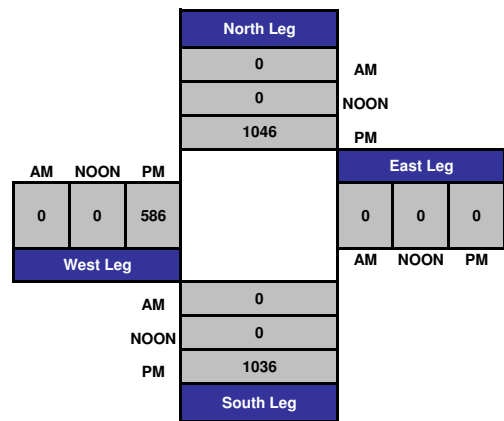 North Leg
0 AM
0 NOON
1046 PM
AM NOON PM
East Leg
0 0 586
0 0 0
West Leg
AM NOON PM
AM 0
NOON 0
PM 1036
South Leg